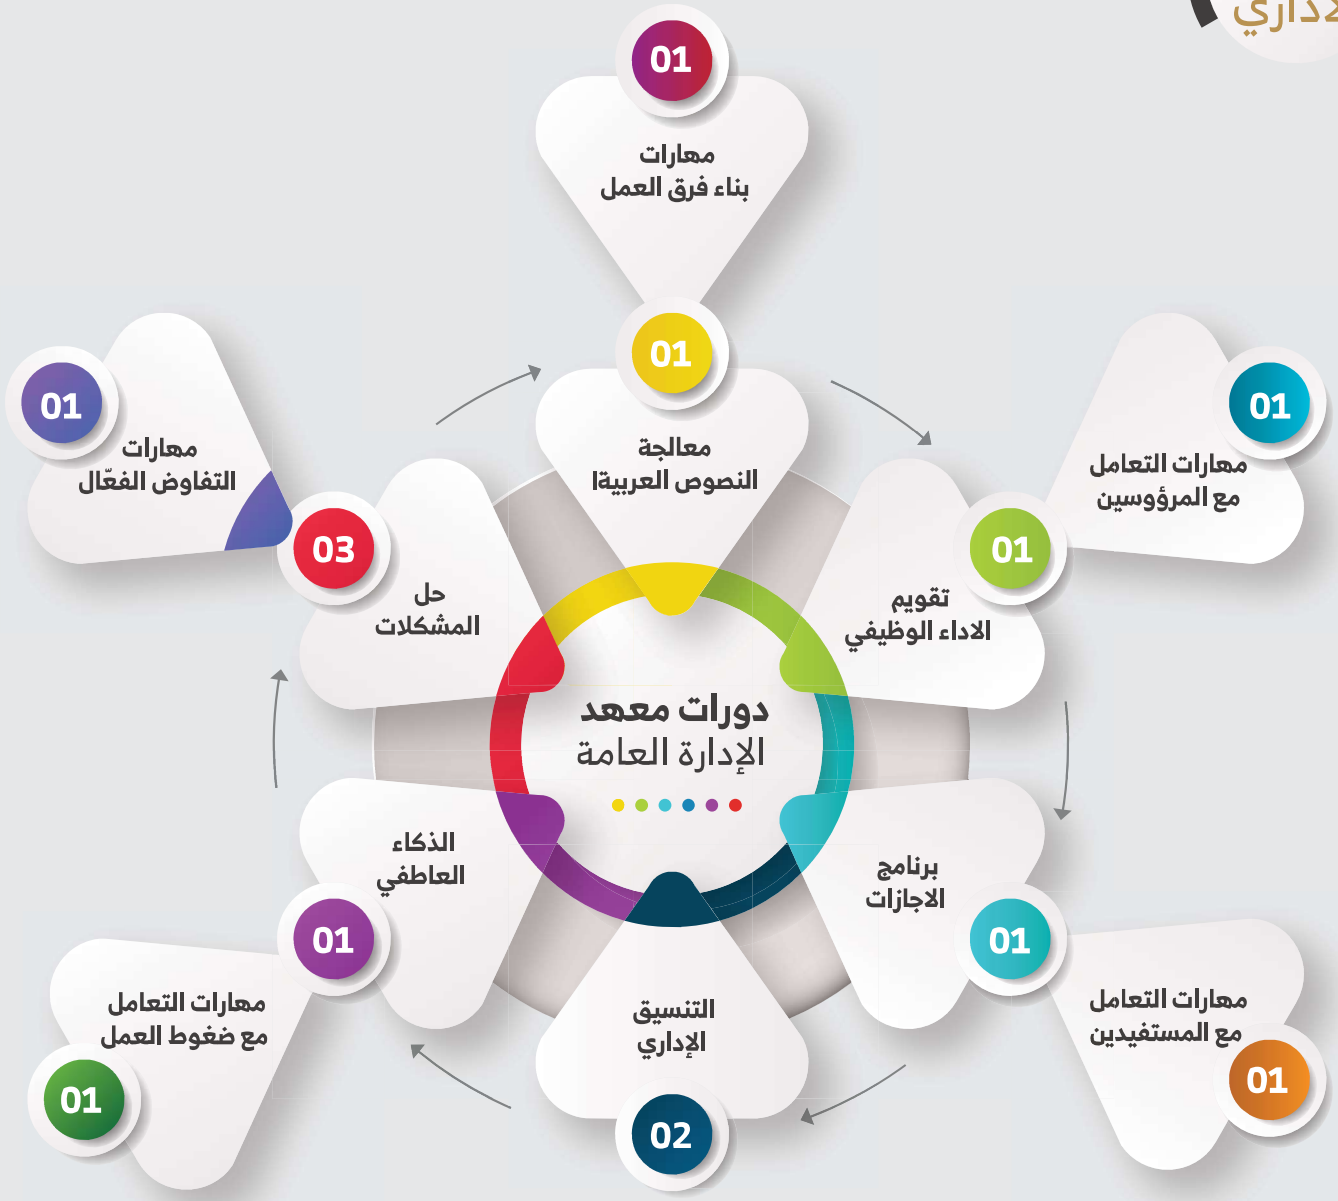 01
مهارات
بناء فرق العمل
01
معالجة
النصوص العربيةا
01
مهارات التعامل
مع المرؤوسين
01
تقويم
الاداء الوظيفي
01
مهارات
التفاوض الفعّال
03
حل
المشكلات
دورات معهد
الإدارة العامة
برنامج
الاجازات
01
مهارات التعامل
مع المستفيدين
01
التنسيق
الإداري
02
الذكاء
العاطفي
01
مهارات التعامل
مع ضغوط العمل
01